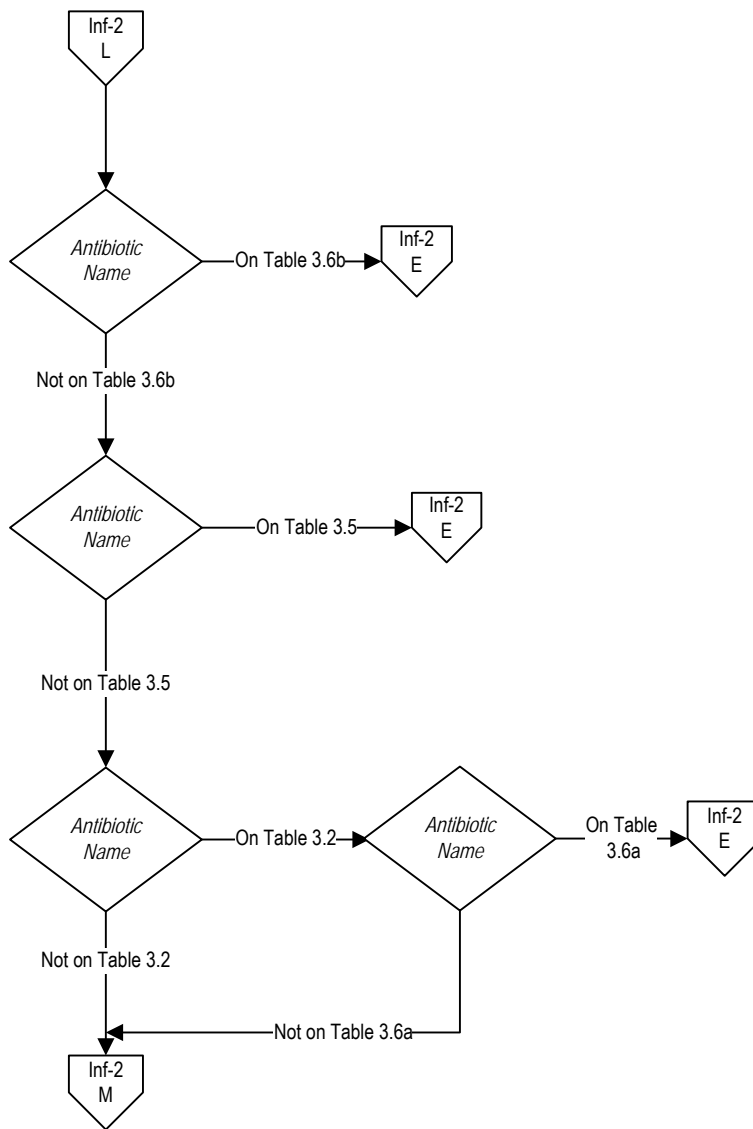 Inf-2
L
Antibiotic
Name
On Table 3.6b
Inf-2
E
Not on Table 3.6b
Antibiotic
Name
On Table 3.5
Inf-2
E
Not on Table 3.5
Antibiotic
Name
On Table 3.2
Antibiotic
Name
On Table
3.6a
Inf-2
E
Not on Table 3.2
Not on Table 3.6a
Inf-2
M